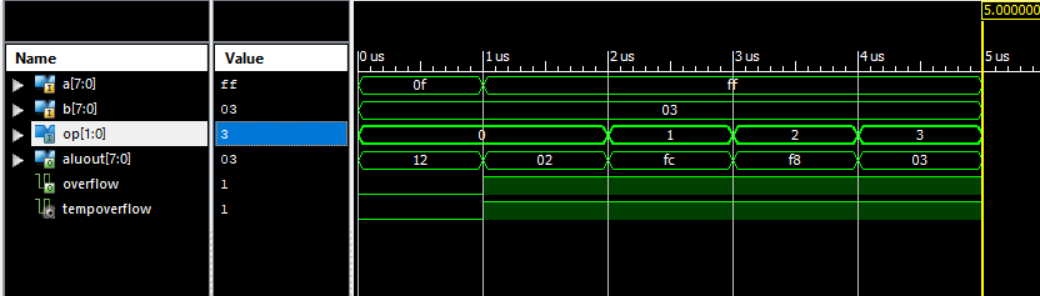 5.000000
Name Value 0 us 1 us 2 us 3 us 4 us 5 us
a[7:0] ff 0f ff
b[7:0] 03 03
op[1:0] 3 0 1 2 3
aluout[7:0] 03 12 02 fc f8 03
overflow 1
tempoverflow 1